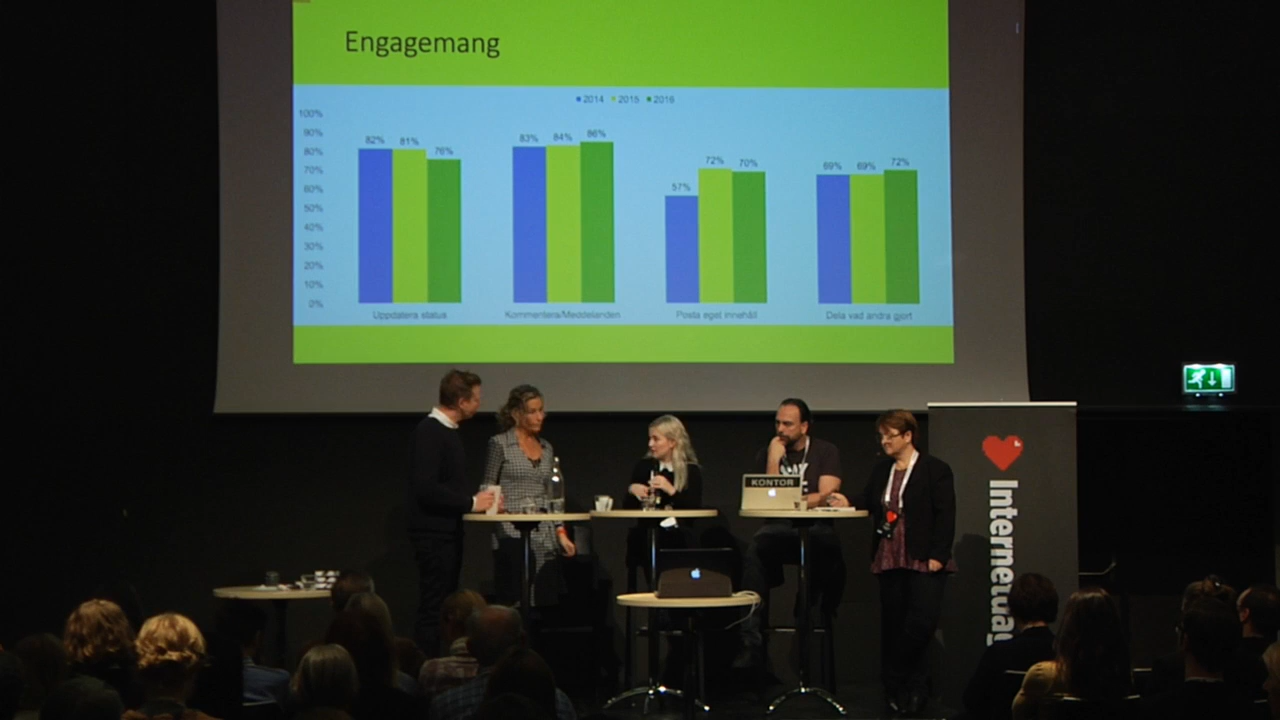 Engagemang
2014 2015 2016
100%
90%
80%
70%
60%
50%
40%
30%
20%
10%
0%
82% 81% 76%
83% 84% 86%
57% 72% 70%
69% 69% 72%
Uppdatera status
Kommentera/Meddelanden
Posta eget innehåll
Dela vad andra gjort
KONTOR
Internetdag